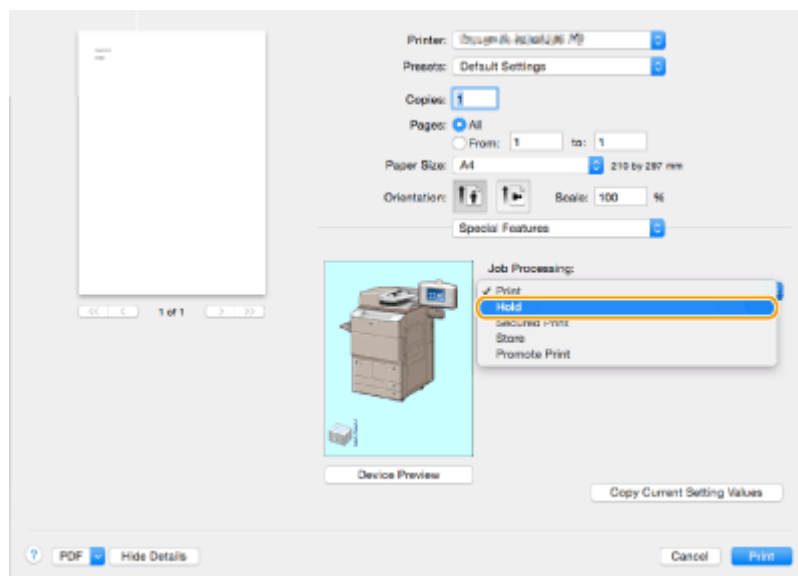 Printer:
Presets: Default Settings
Copies: 1
Pages: All
From: 1 to: 1
Paper Size: A4 210 by 297 mm
Orientation: Scale: 100 %
Special Features
Job Processing:
✓ Print
Hold
Secured Print
Store
Promote Print
<< < 1 of 1 > >>
Device Preview
Copy Current Setting Values
? PDF Hide Details Cancel Print